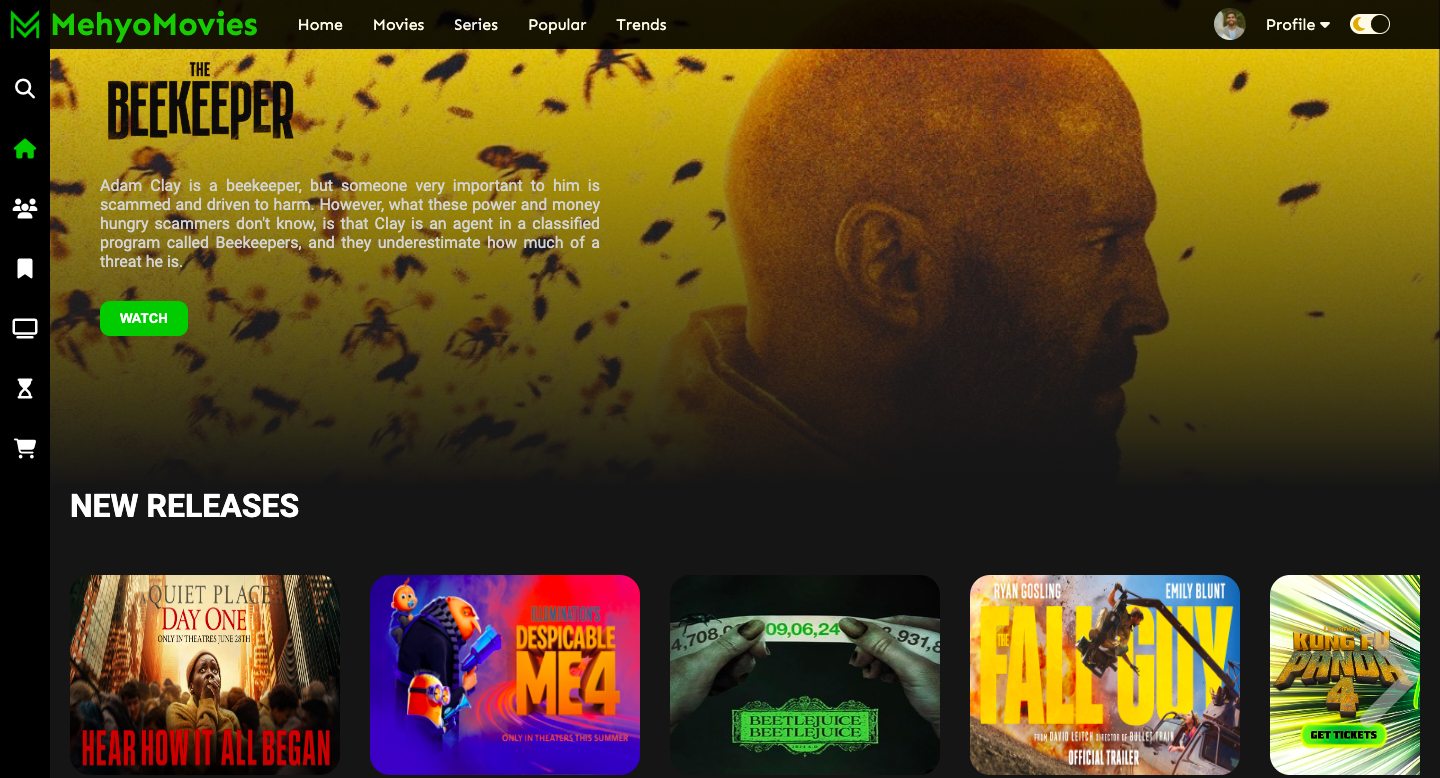 MehyoMovies
Home
Movies
Series
Popular
Trends
Profile
THE
BEEKEEPER
Adam Clay is a beekeeper, but someone very important to him is
scammed and driven to harm. However, what these power and money
hungry scammers don't know, is that Clay is an agent in a classified
program called Beekeepers, and they underestimate how much of a
threat he is.
WATCH
NEW RELEASES
QUIET PLACE
DAY ONE
ONLY IN THEATRES JUNE 28TH
HEAR HOW IT ALL BEGAN
ILLUMINATION'S
DESPICABLE
ME4
ONLY IN THEATERS THIS SUMMER
4,708,0
09,06,24
2,931,8
BEETLEJUICE
BEETLEJUICE
RYAN GOSLING
EMILY BLUNT
THE
FALL GUY
FROM DAVID LEITCH DIRECTOR OF BULLET TRAIN
OFFICIAL TRAILER
KUNG FU
PANDA
4
GET TICKETS